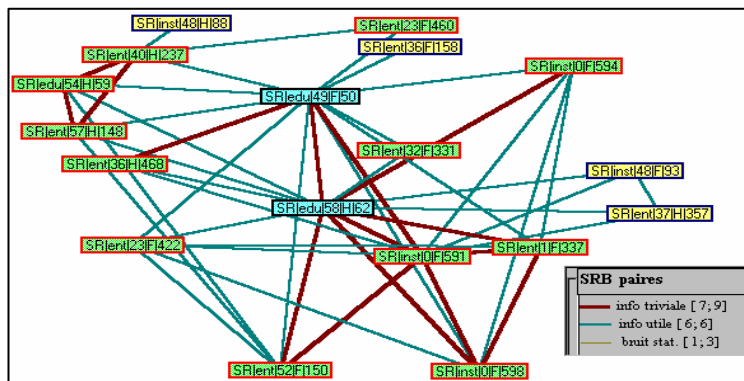 SR|inst|48|H|88
SR|ent|23|F|460
SR|ent|40|H|237
SR|ent|36|F|158
SR|inst|0|F|594
SR|edu|54|H|59
SR|edu|49|F|50
SR|ent|57|H|148
SR|ent|32|F|331
SR|ent|36|H|468
SR|inst|48|F|93
SR|edu|58|H|62
SR|ent|37|H|357
SR|ent|23|F|422
SR|inst|0|F|591
SR|ent|1|F|337
SR|ent|52|F|150
SR|inst|0|F|598
SRB paires
info triviale [ 7; 9]
info utile [ 6; 6]
bruit stat. [ 1; 3]